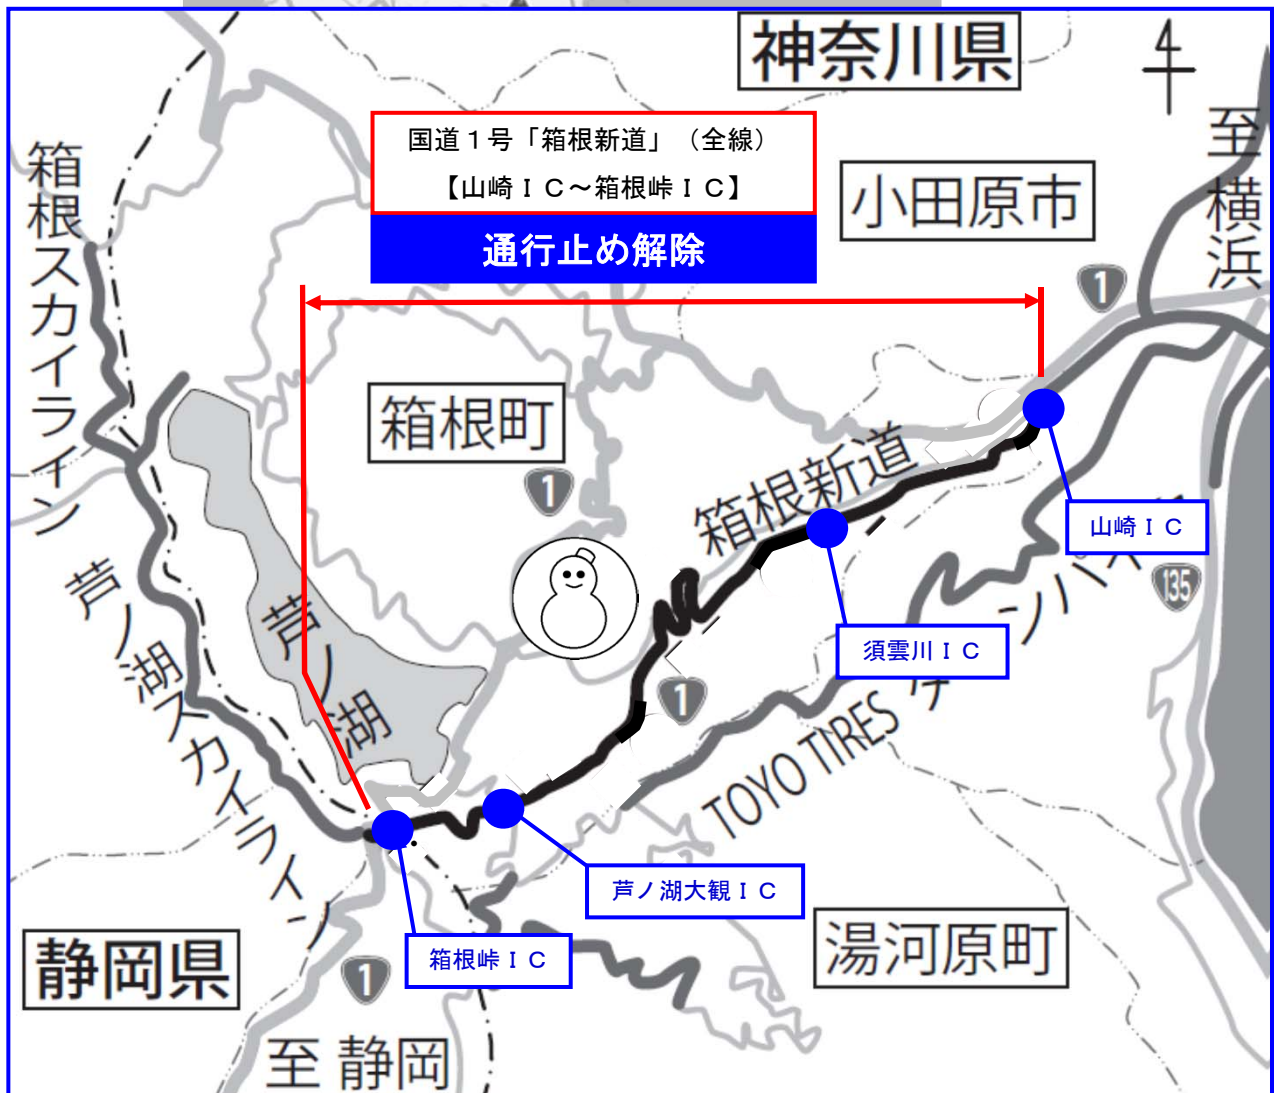 神奈川県
国道１号「箱根新道」（全線）
【山崎ＩＣ～箱根峠ＩＣ】
通行止め解除
至横浜
小田原市
箱根スカイライン
1
箱根町
1
箱根新道
山崎ＩＣ
135
芦ノ湖スカイライン
芦ノ湖
須雲川ＩＣ
1
TOYO TIRES
芦ノ湖大観ＩＣ
湯河原町
箱根峠ＩＣ
静岡県
1
至 静岡